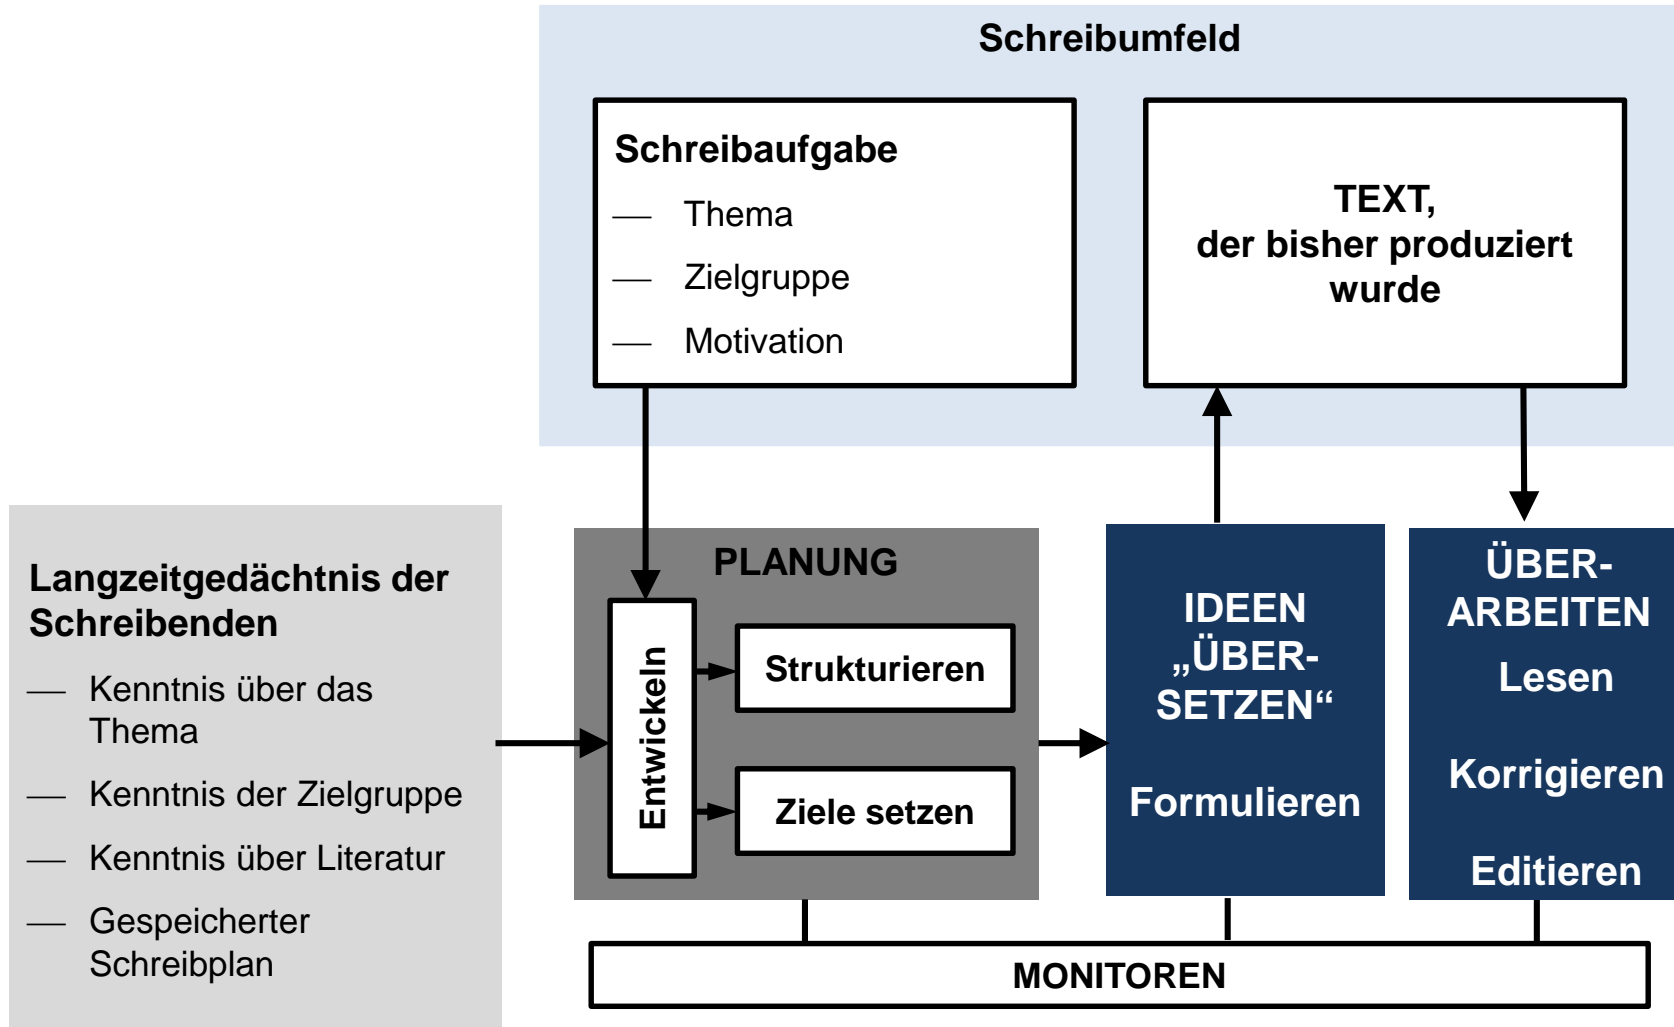 Schreibumfeld
Schreibaufgabe
— Thema
— Zielgruppe
— Motivation
TEXT,
der bisher produziert
wurde
Langzeitgedächtnis der
Schreibenden
— Kenntnis über das
Thema
— Kenntnis der Zielgruppe
— Kenntnis über Literatur
— Gespeicherter
Schreibplan
PLANUNG
Entwickeln
Strukturieren
Ziele setzen
IDEEN
„ÜBER-
SETZEN“
Formulieren
ÜBER-
ARBEITEN
Lesen
Korrigieren
Editieren
MONITOREN